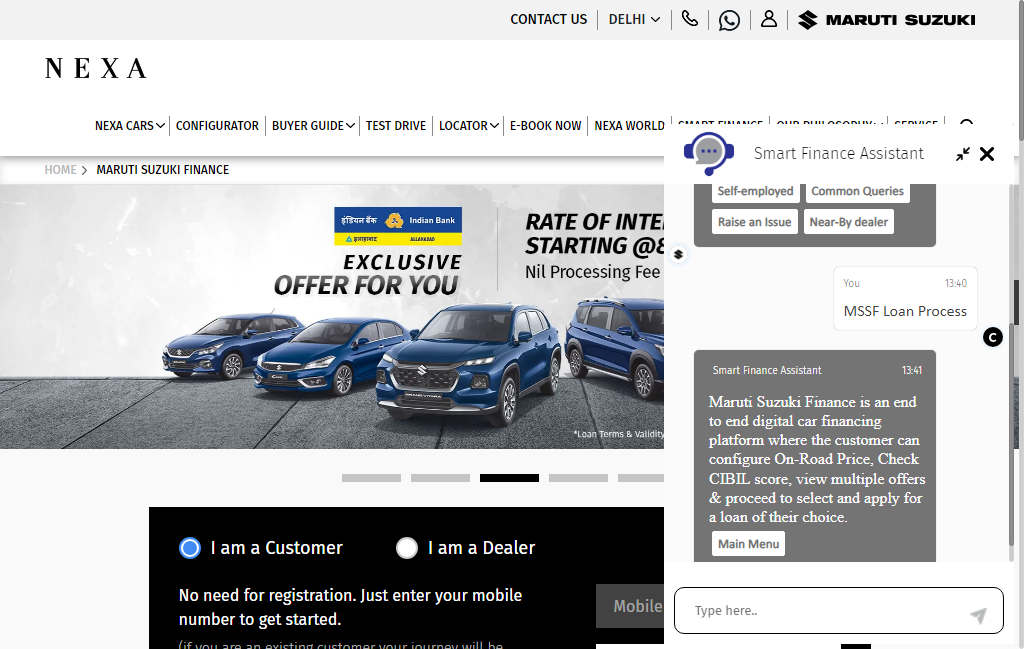 CONTACT US
DELHI
MARUTI SUZUKI
NEXA
NEXA CARS
CONFIGURATOR
BUYER GUIDE
TEST DRIVE
LOCATOR
E-BOOK NOW
NEXA WORLD
SMART FINANCE
OUR PHILOSOPHY
SERVICE
HOME
MARUTI SUZUKI FINANCE
इंडियन बैंक
Indian Bank
इलाहाबाद
ALLAHABAD
EXCLUSIVE
OFFER FOR YOU
RATE OF INTE
STARTING @8
Nil Processing Fee
GRAND VITARA
*Loan Terms & Validity
I am a Customer
I am a Dealer
No need for registration. Just enter your mobile
number to get started.
(if you are an existing customer your journey will be
Mobile
Smart Finance Assistant
Self-employed
Common Queries
Raise an Issue
Near-By dealer
You
13:40
MSSF Loan Process
C
Smart Finance Assistant
13:41
Maruti Suzuki Finance is an end
to end digital car financing
platform where the customer can
configure On-Road Price, Check
CIBIL score, view multiple offers
& proceed to select and apply for
a loan of their choice.
Main Menu
Type here..